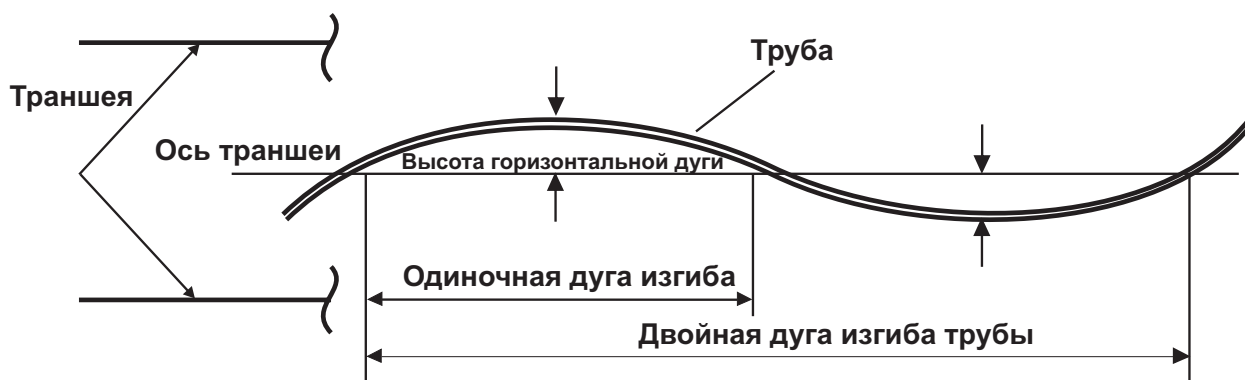 Труба
Траншея
Ось траншеи
Высота горизонтальной дуги
Одиночная дуга изгиба
Двойная дуга изгиба трубы